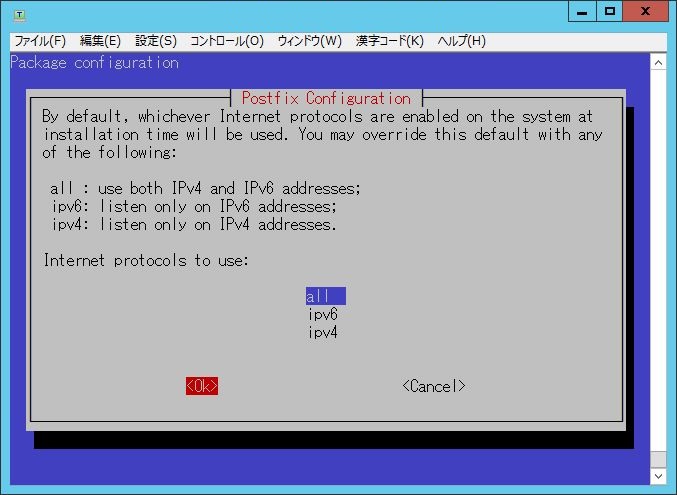 T
ファイル(F) 編集(E) 設定(S) コントロール(O) ウィンドウ(W) 漢字コード(K) ヘルプ(H)
Package configuration
Postfix Configuration
By default, whichever Internet protocols are enabled on the system at
installation time will be used. You may override this default with any
of the following:
all : use both IPv4 and IPv6 addresses;
ipv6: listen only on IPv6 addresses;
ipv4: listen only on IPv4 addresses.
Internet protocols to use:
all
ipv6
ipv4
<Ok> <Cancel>